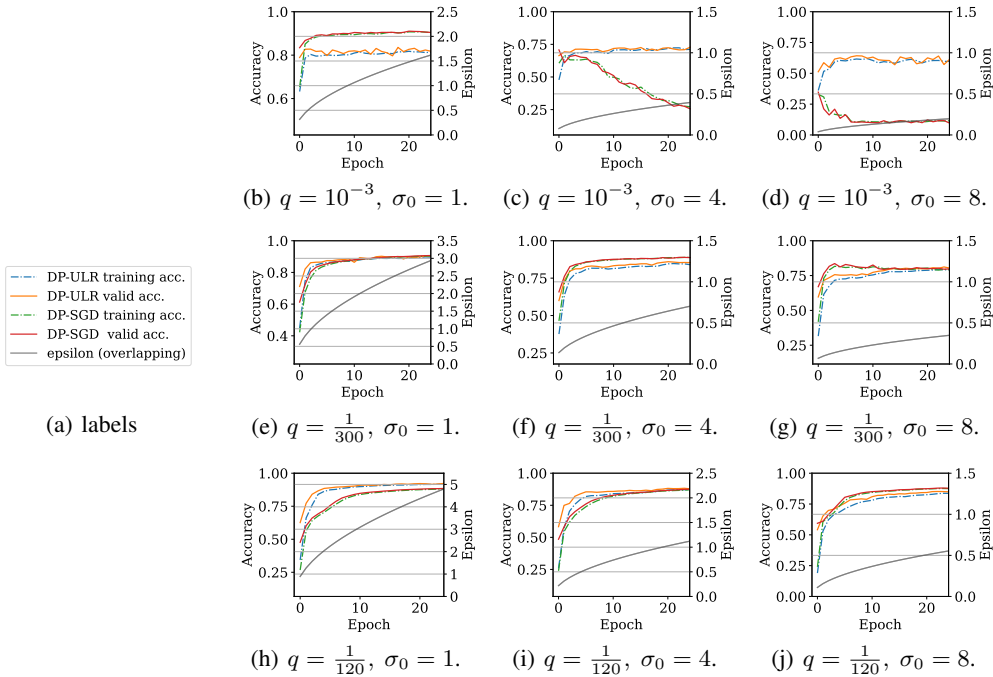 1.0
0.8
0.6
Accuracy
2.5
2.0
1.5
1.0
0.5
0.0
Epsilon
0 10 20
Epoch
(b) q = 10⁻³, σ₀ = 1.
1.00
0.75
0.50
0.25
Accuracy
1.5
1.0
0.5
0.0
Epsilon
0 10 20
Epoch
(c) q = 10⁻³, σ₀ = 4.
1.00
0.75
0.50
0.25
0.00
Accuracy
1.5
1.0
0.5
0.0
Epsilon
0 10 20
Epoch
(d) q = 10⁻³, σ₀ = 8.
DP-ULR training acc.
DP-ULR valid acc.
DP-SGD training acc.
DP-SGD valid acc.
epsilon (overlapping)
(a) labels
1.0
0.8
0.6
0.4
Accuracy
3.5
3.0
2.5
2.0
1.5
1.0
0.5
0.0
Epsilon
0 10 20
Epoch
(e) q = 1/300, σ₀ = 1.
1.00
0.75
0.50
0.25
Accuracy
1.5
1.0
0.5
0.0
Epsilon
0 10 20
Epoch
(f) q = 1/300, σ₀ = 4.
1.00
0.75
0.50
0.25
Accuracy
1.5
1.0
0.5
0.0
Epsilon
0 10 20
Epoch
(g) q = 1/300, σ₀ = 8.
1.00
0.75
0.50
0.25
Accuracy
5
4
3
2
1
0
Epsilon
0 10 20
Epoch
(h) q = 1/120, σ₀ = 1.
1.00
0.75
0.50
0.25
Accuracy
2.5
2.0
1.5
1.0
0.5
0.0
Epsilon
0 10 20
Epoch
(i) q = 1/120, σ₀ = 4.
1.00
0.75
0.50
0.25
0.00
Accuracy
1.5
1.0
0.5
0.0
Epsilon
0 10 20
Epoch
(j) q = 1/120, σ₀ = 8.